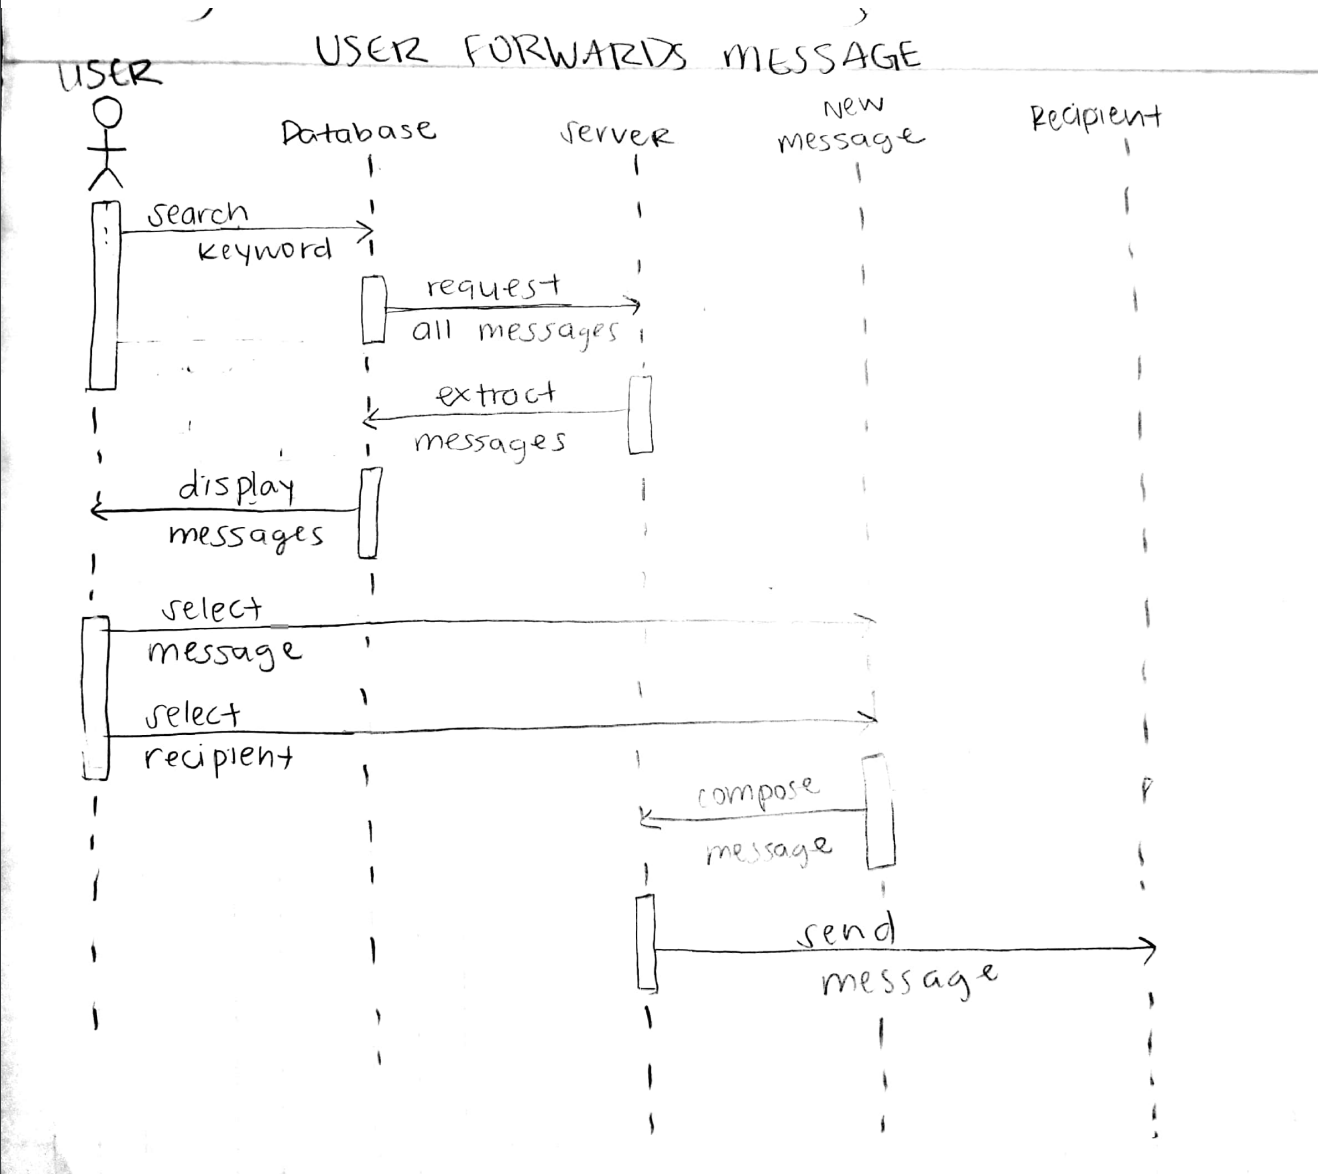 USER FORWARDS MESSAGE
USER
Database
server
New
message
Recipient
search
keyword
request
all messages
extract
messages
display
messages
select
message
select
recipient
compose
message
send
message